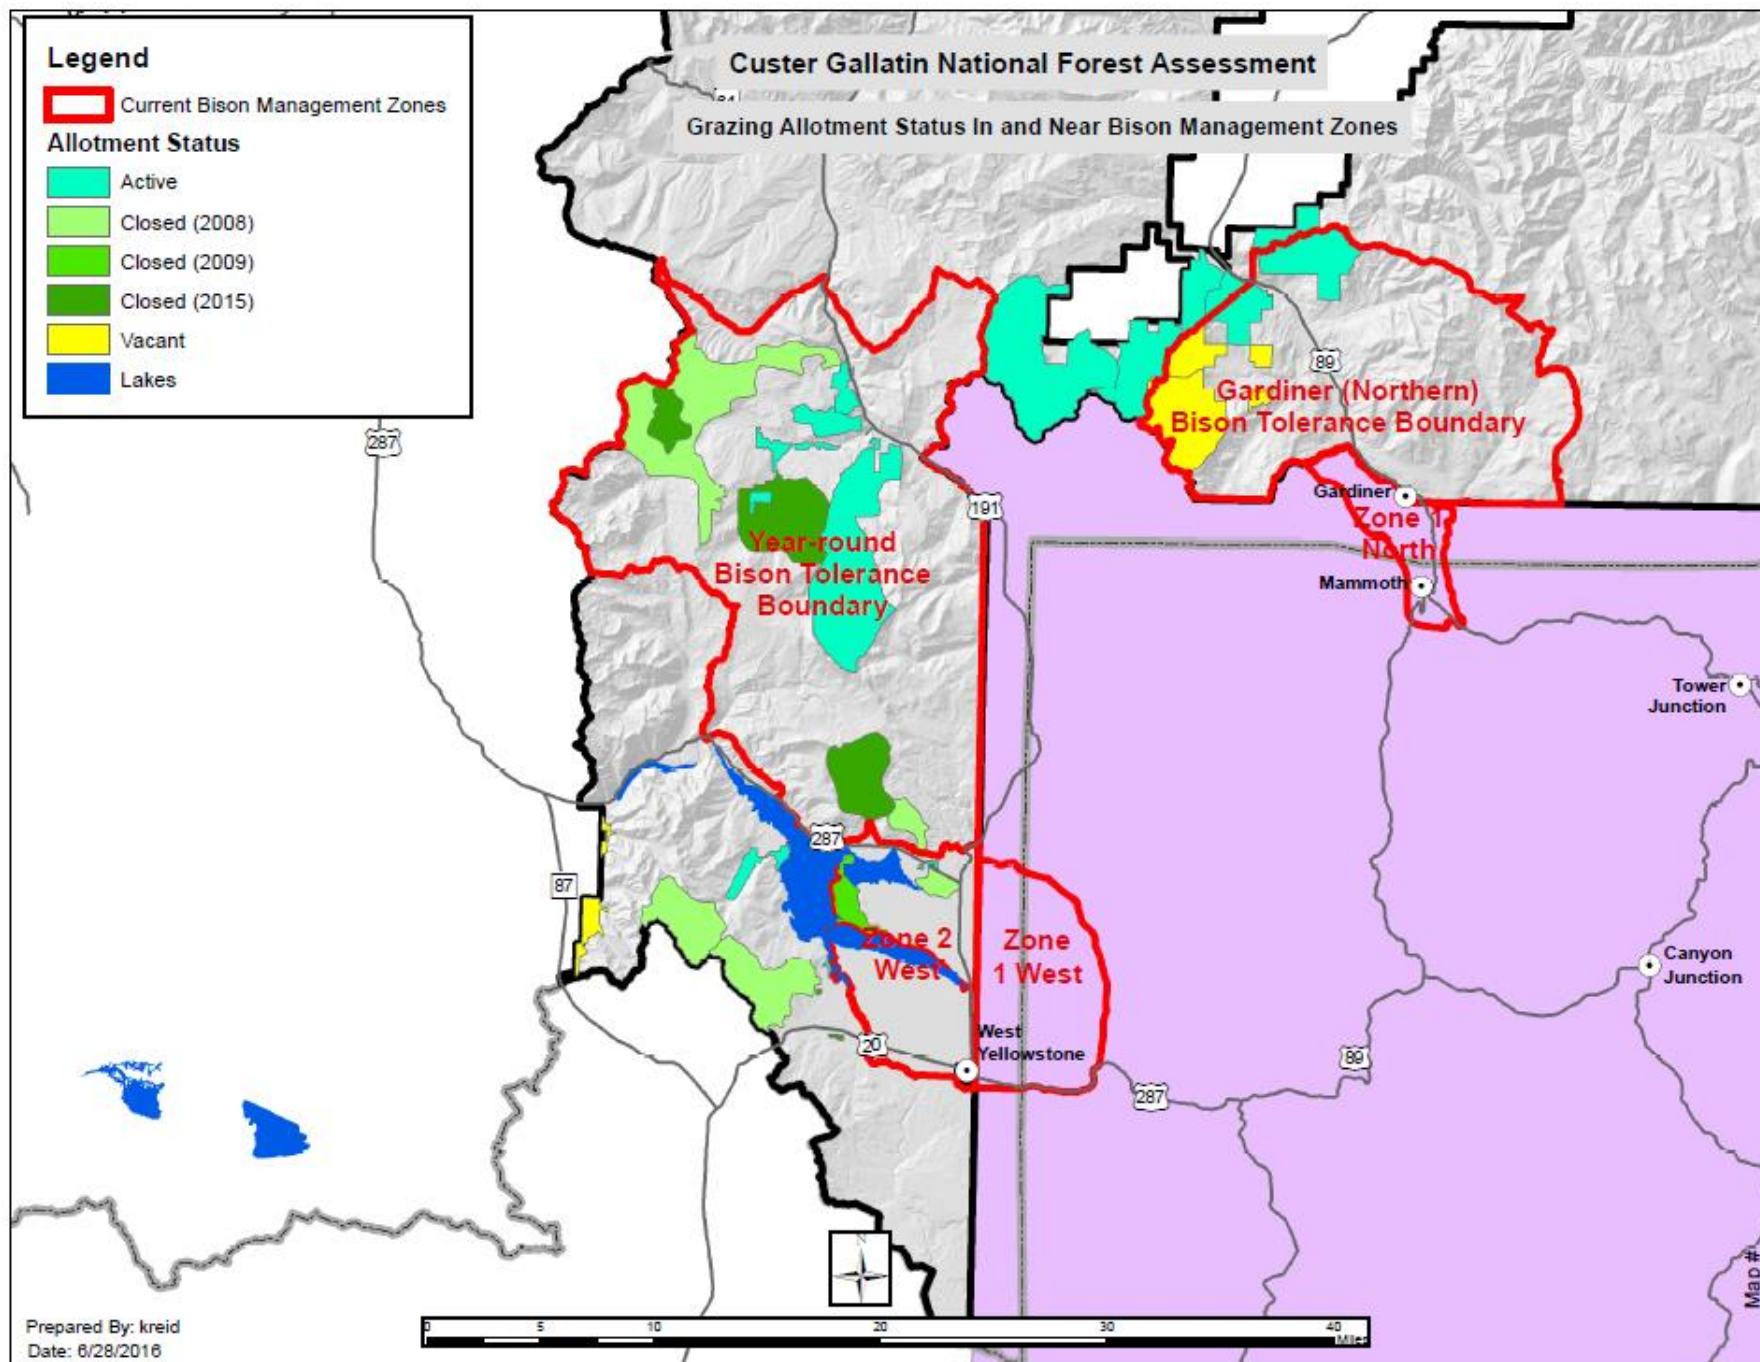 Legend
Current Bison Management Zones
Allotment Status
Active
Closed (2008)
Closed (2009)
Closed (2015)
Vacant
Lakes
Custer Gallatin National Forest Assessment
84
Grazing Allotment Status In and Near Bison Management Zones
287
89
Gardiner (Northern)
Bison Tolerance Boundary
Gardiner
191
Zone 1
North
Year-round
Bison Tolerance
Boundary
Mammoth
Tower
Junction
287
87
Zone 2
West
Zone
1 West
Canyon
Junction
West
Yellowstone
20
89
287
N
Map #
Prepared By: kreid
Date: 6/28/2016
0 5 10 20 30 40
Miles